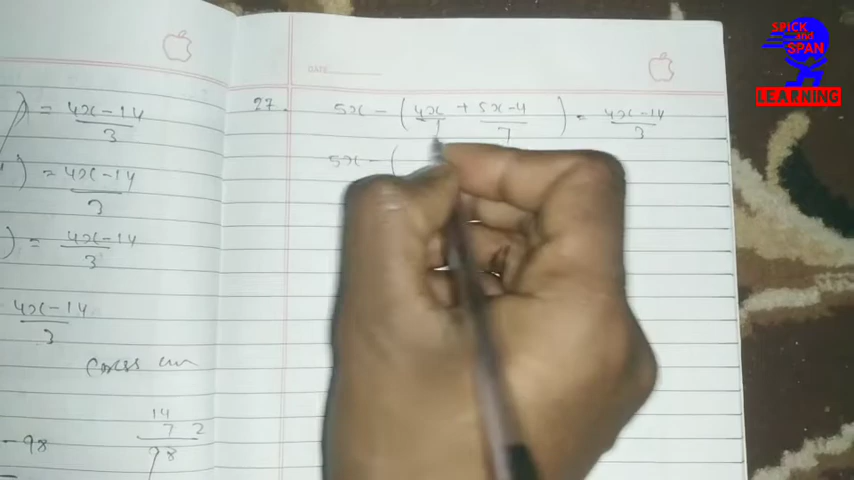 SPICK
and
SPAN
LEARNING
DATE
= 4x-14/3
) = 4x-14/3
) = 4x-14/3
4x-14/3
14
7 2
-98
98
27. 5x - (4x/1 + 5x-4/7) = 4x-14/3
5x - (